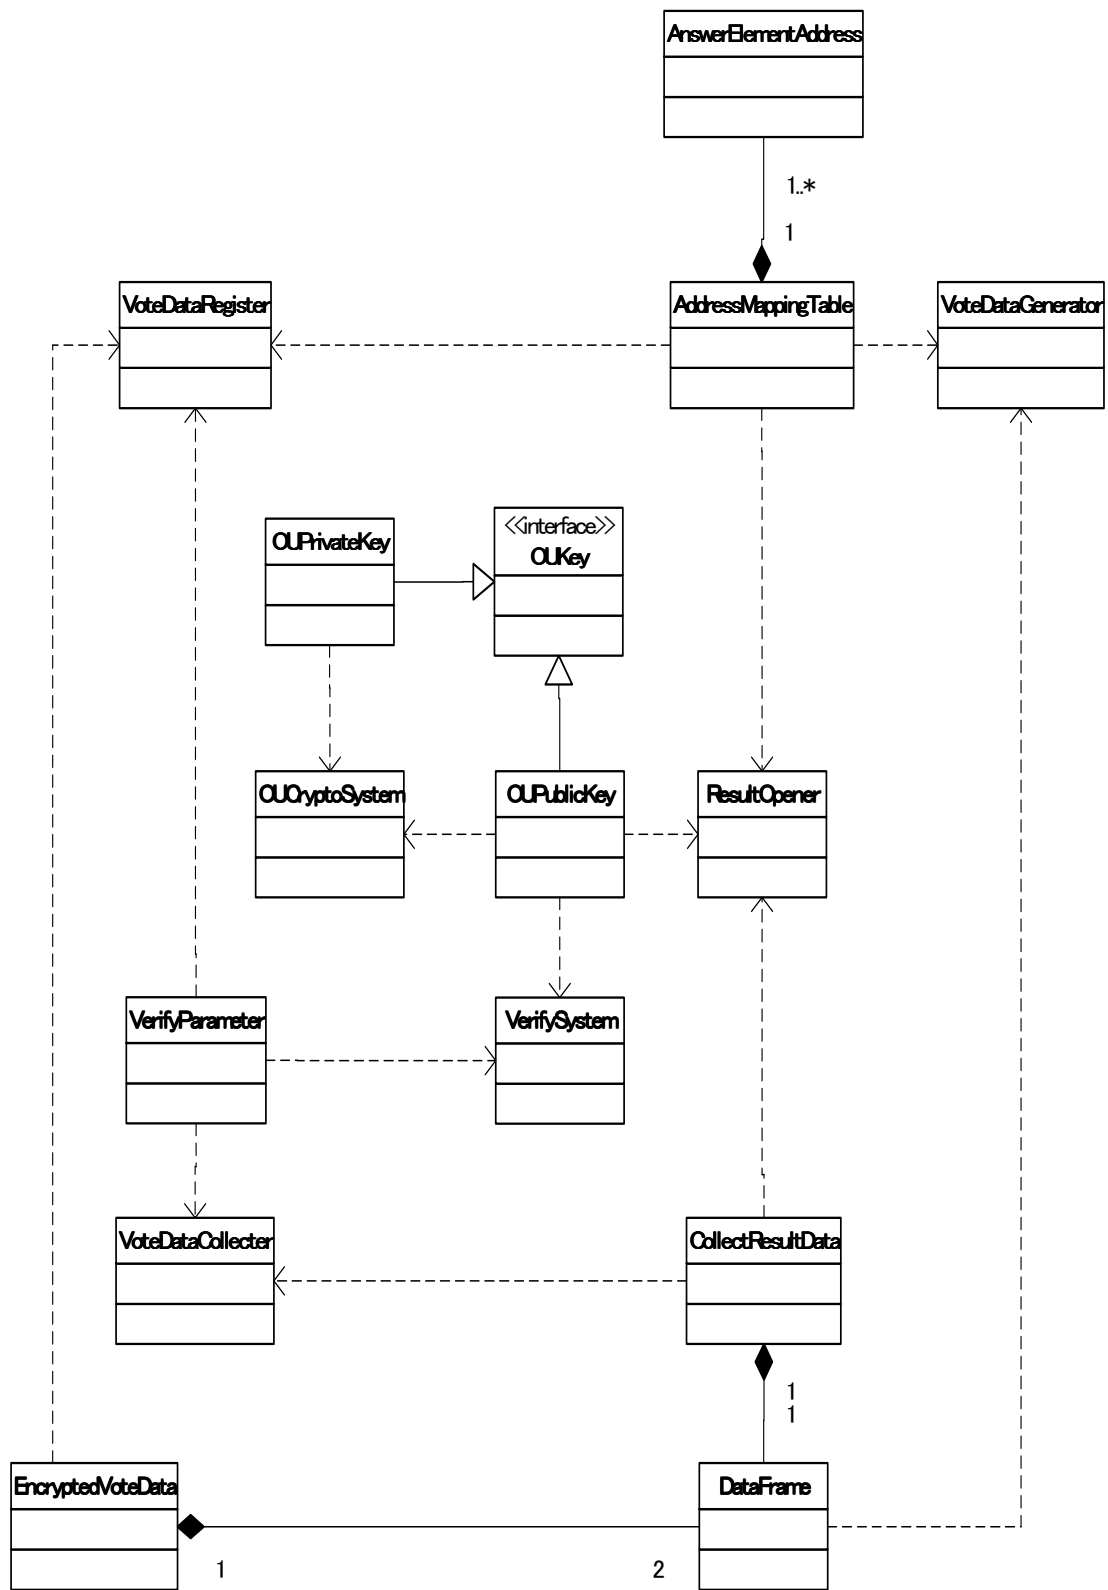 AnswerElementAddress
1..*
1
VoteDataRegister
AddressMappingTable
VoteDataGenerator
OUPrivateKey
<<interface>>
OUKey
OUCryptoSystem
OUPublicKey
ResultOpener
VerifyParameter
VerifySystem
VoteDataCollecter
CollectResultData
1
1
EncryptedVoteData
DataFrame
1
2